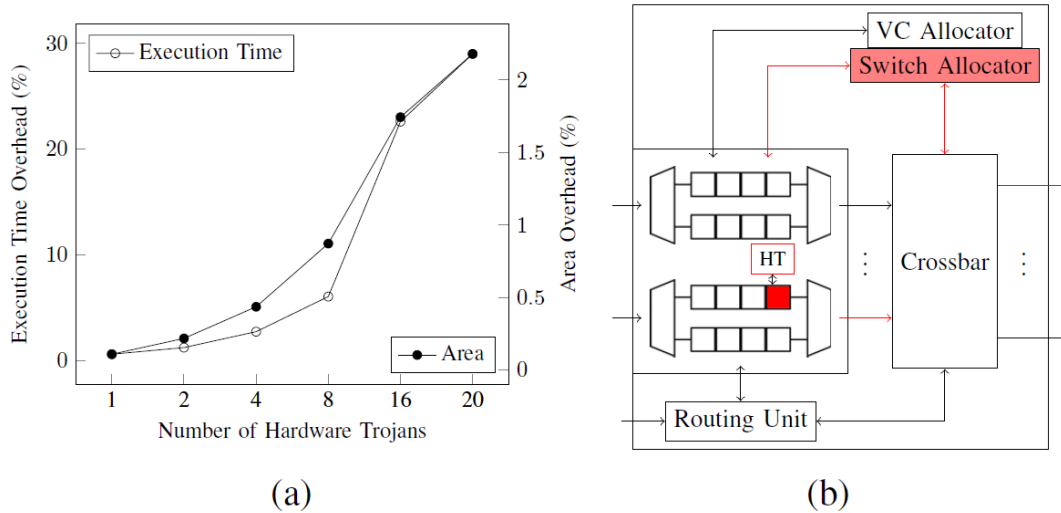 30
20
10
0
Execution Time Overhead (%)
Execution Time
Area
2
1.5
1
0.5
0
Area Overhead (%)
1 2 4 8 16 20
Number of Hardware Trojans
(a)
VC Allocator
Switch Allocator
HT
Crossbar
Routing Unit
(b)